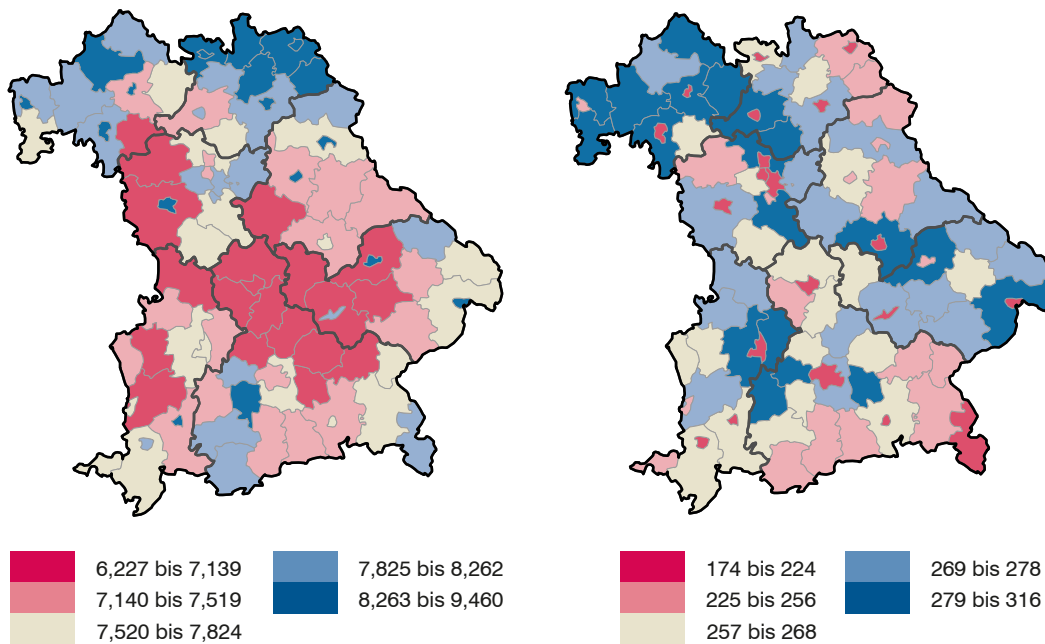 6,227 bis 7,139
7,140 bis 7,519
7,520 bis 7,824
7,825 bis 8,262
8,263 bis 9,460
174 bis 224
225 bis 256
257 bis 268
269 bis 278
279 bis 316